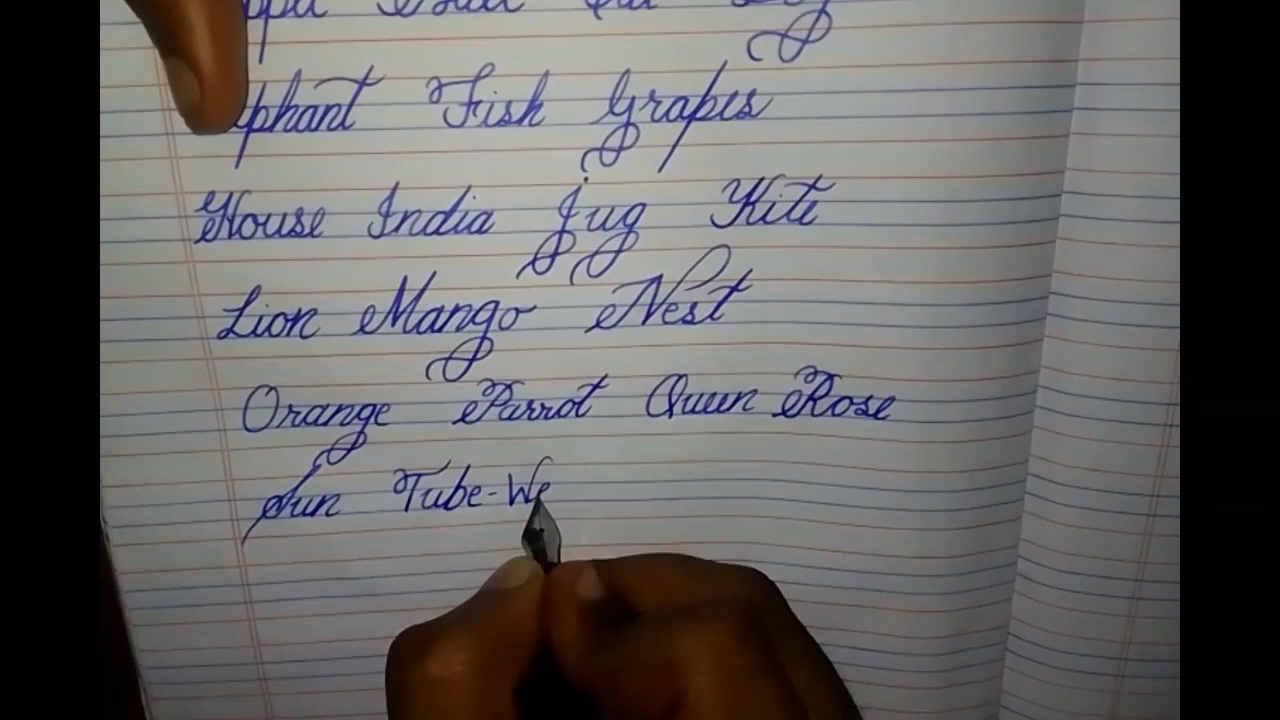 phant Fish Grapes
House India Jug Kite
Lion Mango Nest
Orange Parrot Queen Rose
Sun Tube-We